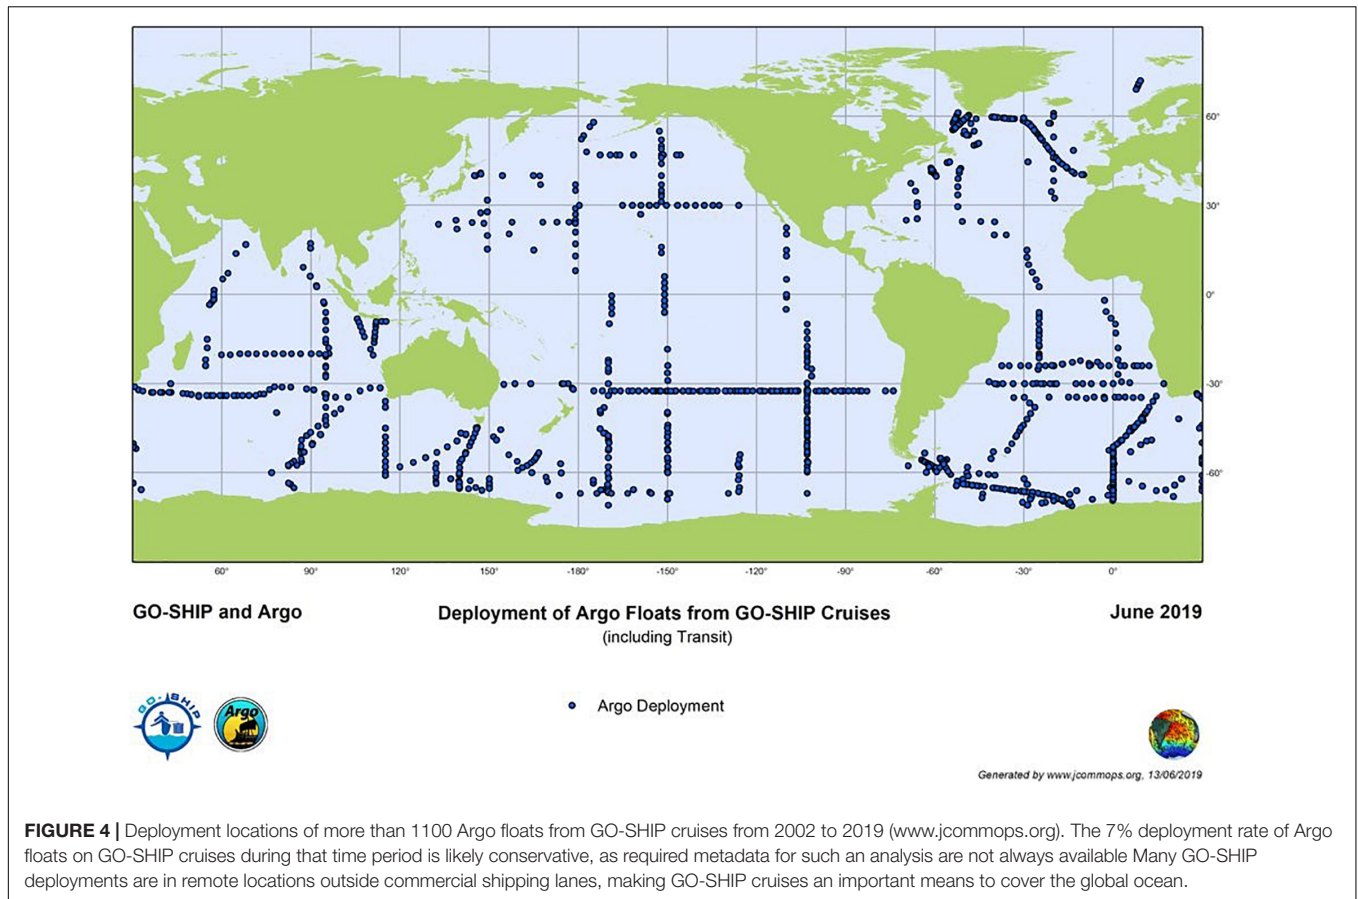 60°
30°
0°
-30°
-60°
60°
90°
120°
150°
-180°
-150°
-120°
-90°
-60°
-30°
0°
GO-SHIP and Argo
Deployment of Argo Floats from GO-SHIP Cruises
June 2019
(including Transit)
GO-SHIP
Argo
Argo Deployment
Generated by www.jcommops.org, 13/06/2019
FIGURE 4 | Deployment locations of more than 1100 Argo floats from GO-SHIP cruises from 2002 to 2019 (www.jcommops.org). The 7% deployment rate of Argo
floats on GO-SHIP cruises during that time period is likely conservative, as required metadata for such an analysis are not always available Many GO-SHIP
deployments are in remote locations outside commercial shipping lanes, making GO-SHIP cruises an important means to cover the global ocean.